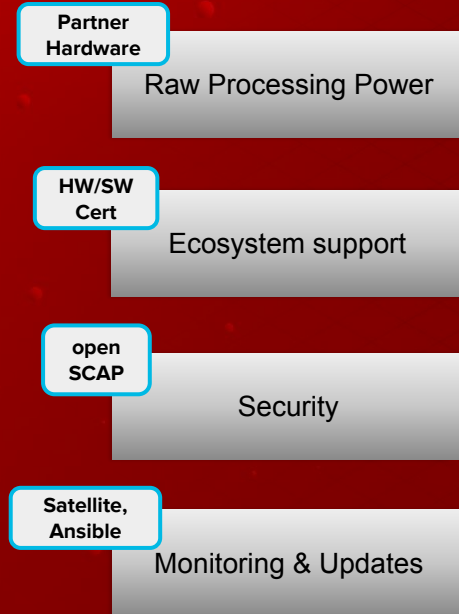 Partner
Hardware
Raw Processing Power
HW/SW
Cert
Ecosystem support
open
SCAP
Security
Satellite,
Ansible
Monitoring & Updates